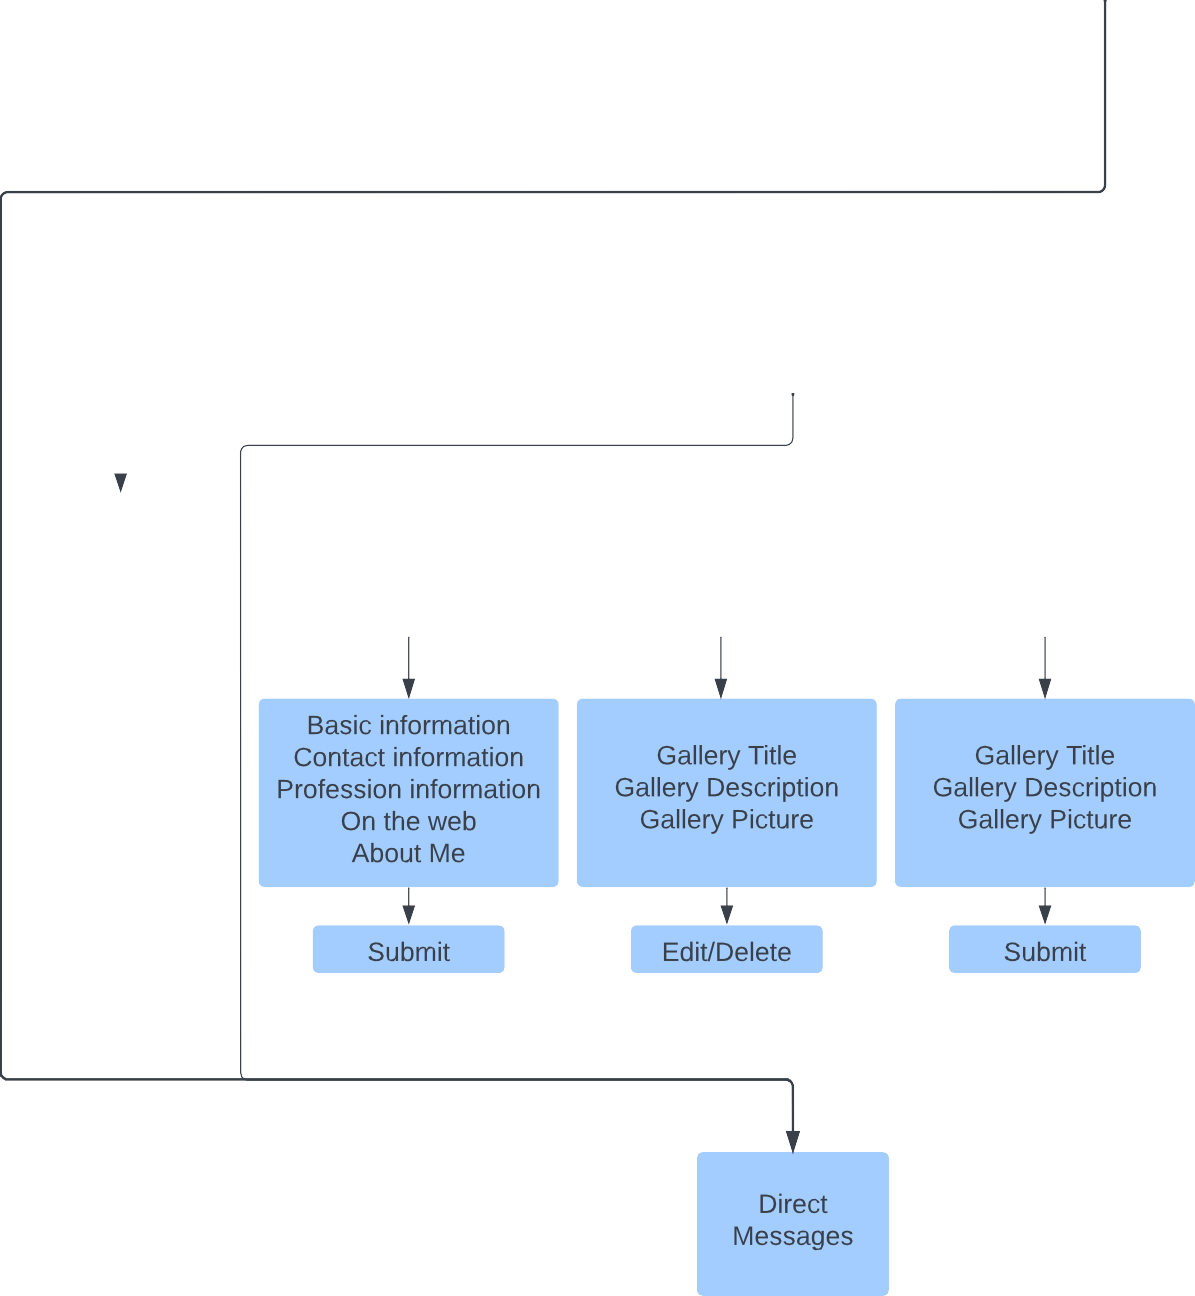 Basic information
Contact information
Profession information
On the web
About Me
Gallery Title
Gallery Description
Gallery Picture
Gallery Title
Gallery Description
Gallery Picture
Submit
Edit/Delete
Submit
Direct
Messages